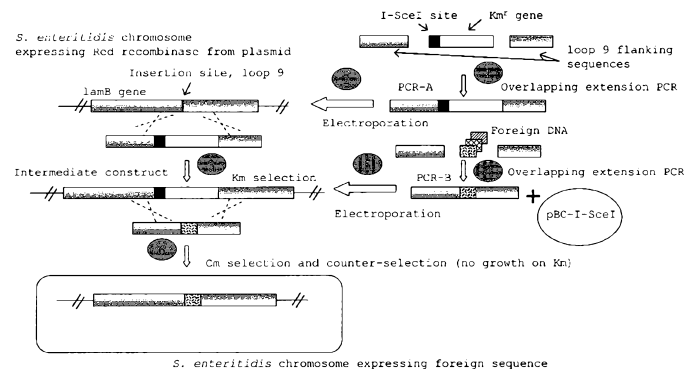 I-SceI site
Kmr gene
S. enteritidis chromosome
expressing Red recombinase from plasmid
loop 9 flanking
sequences
Insertion site, loop 9
lamB gene
PCR-A
Overlapping extension PCR
Electroporation
Foreign DNA
Intermediate construct
Km selection
PCR-B
Overlapping extension PCR
Electroporation
+
pBC-I-SceI
Cm selection and counter-selection (no growth on Km)
S. enteritidis chromosome expressing foreign sequence